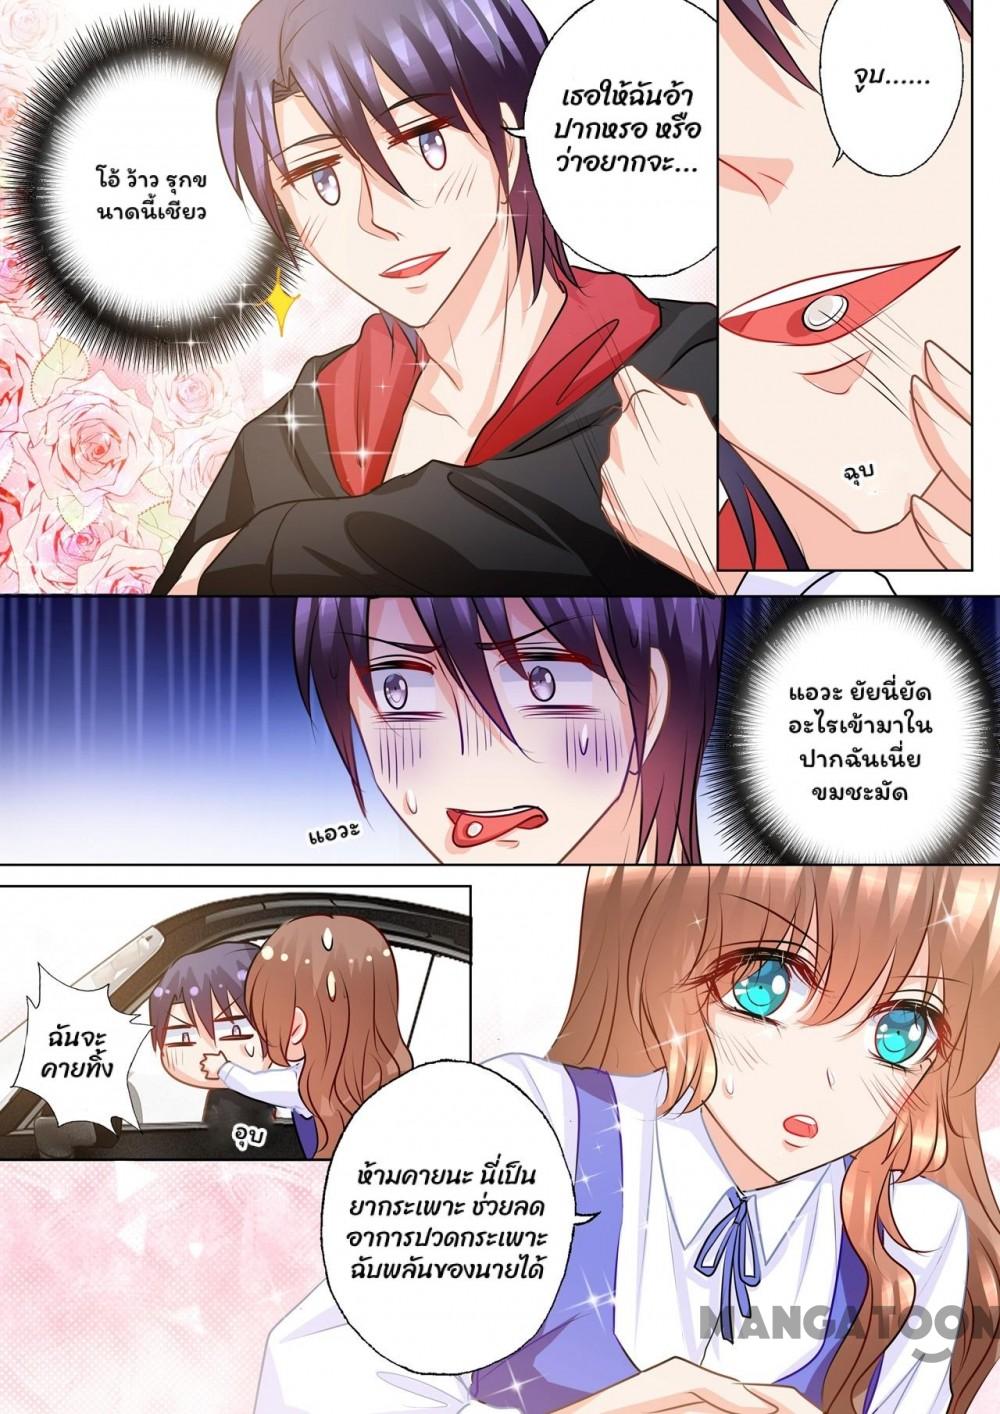 โอ้ ว้าว รุกข
นาดนี้เชียว
เธอให้ฉันอ้า
ปากหรอ หรือ
ว่าอยากจะ...
จูบ......
ฉุบ
แอวะ
แอวะ ยัยนี่ยัด
อะไรเข้ามาใน
ปากฉันเนี่ย
ขมชะมัด
ฉันจะ
คายทิ้ง
อุบ
ห้ามคายนะ นี่เป็น
ยากระเพาะ ช่วยลด
อาการปวดกระเพาะ
ฉับพลันของนายได้
MANGATOON